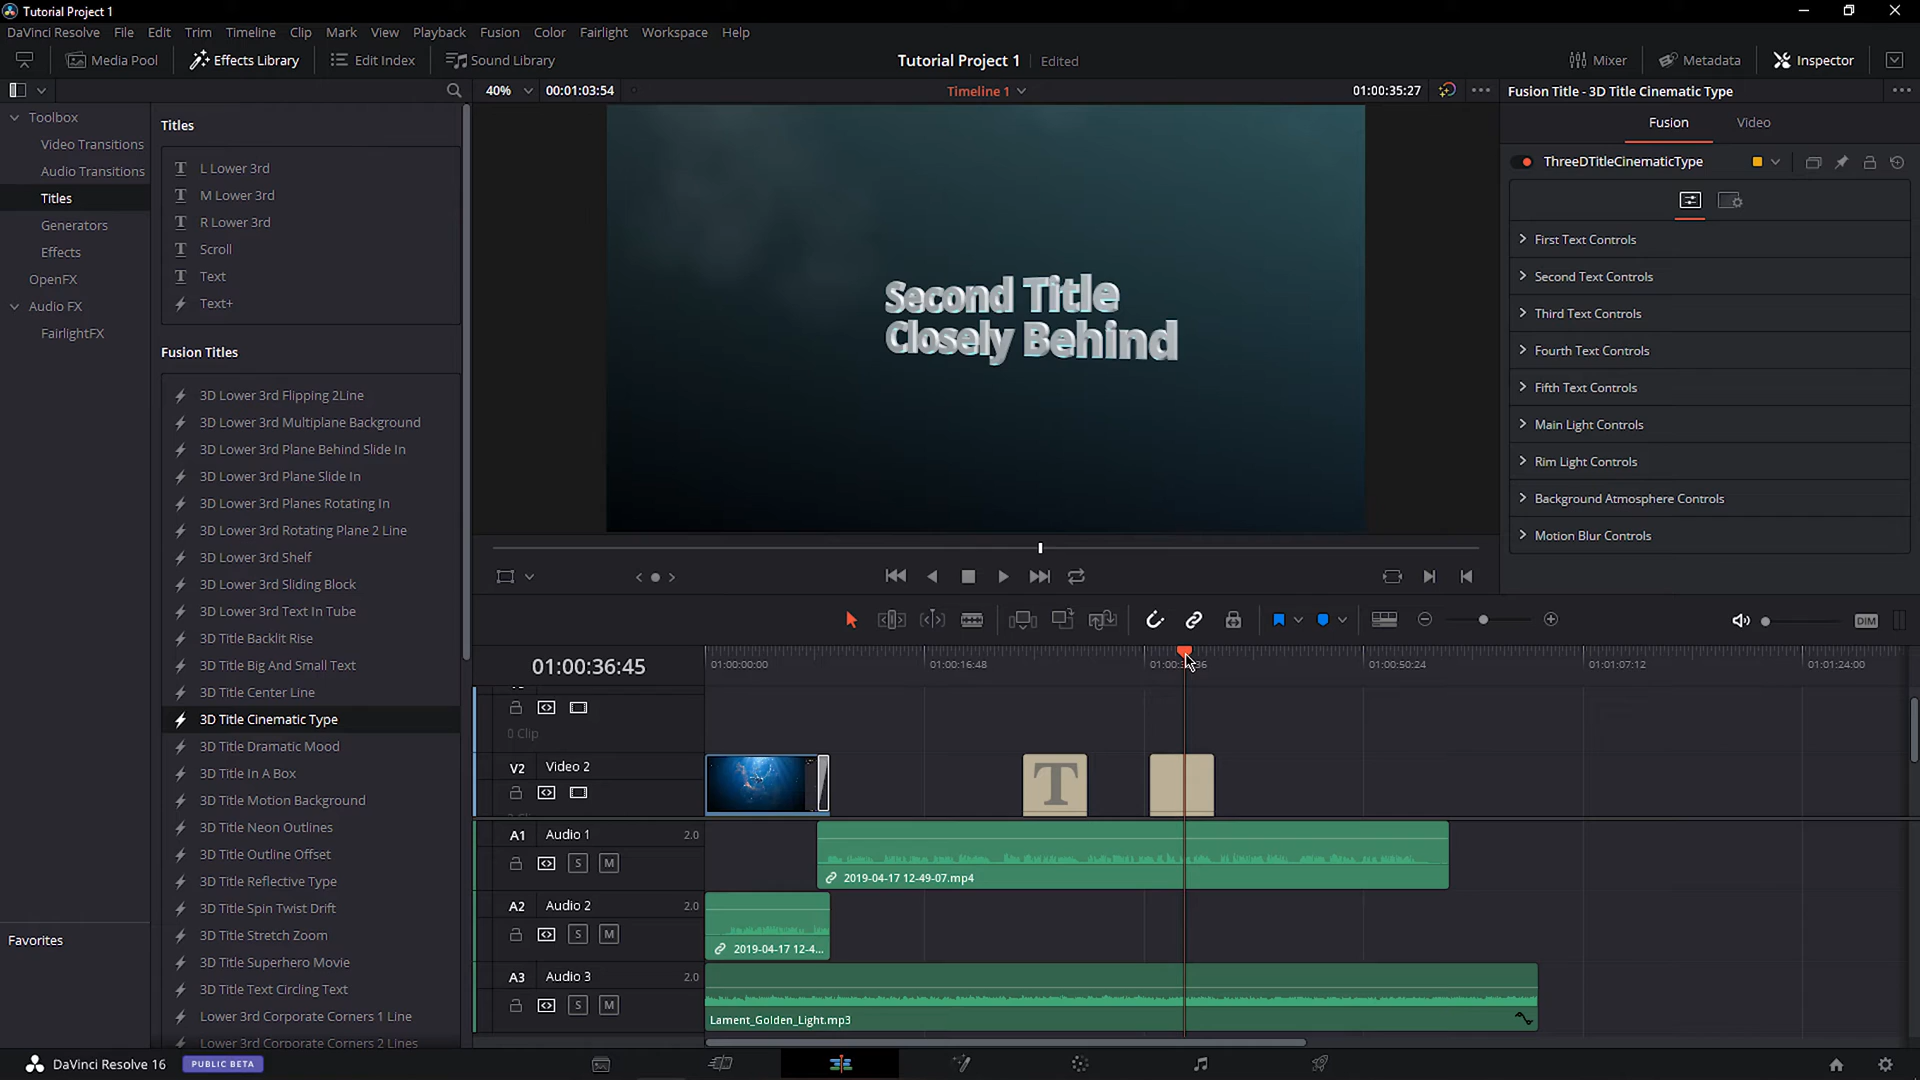 Tutorial Project 1
DaVinci Resolve File Edit Trim Timeline Clip Mark View Playback Fusion Color Fairlight Workspace Help
Media Pool Effects Library Edit Index Sound Library
Tutorial Project 1 Edited
Mixer Metadata Inspector
40% 00:01:03:54 Timeline 1 01:00:35:27
Toolbox
Video Transitions
Audio Transitions
Titles
Generators
Effects
OpenFX
Audio FX
FairlightFX
Favorites
Titles
L Lower 3rd
M Lower 3rd
R Lower 3rd
Scroll
Text
Text+
Fusion Titles
3D Lower 3rd Flipping 2Line
3D Lower 3rd Multiplane Background
3D Lower 3rd Plane Behind Slide In
3D Lower 3rd Plane Slide In
3D Lower 3rd Planes Rotating In
3D Lower 3rd Rotating Plane 2 Line
3D Lower 3rd Shelf
3D Lower 3rd Sliding Block
3D Lower 3rd Text In Tube
3D Title Backlit Rise
3D Title Big And Small Text
3D Title Center Line
3D Title Cinematic Type
3D Title Dramatic Mood
3D Title In A Box
3D Title Motion Background
3D Title Neon Outlines
3D Title Outline Offset
3D Title Reflective Type
3D Title Spin Twist Drift
3D Title Stretch Zoom
3D Title Superhero Movie
3D Title Text Circling Text
Lower 3rd Corporate Corners 1 Line
Lower 3rd Corporate Corners 2 Lines
Second Title
Closely Behind
Fusion Title - 3D Title Cinematic Type
Fusion Video
ThreeDTitleCinematicType
First Text Controls
Second Text Controls
Third Text Controls
Fourth Text Controls
Fifth Text Controls
Main Light Controls
Rim Light Controls
Background Atmosphere Controls
Motion Blur Controls
DIM
01:00:36:45
01:00:00:00 01:00:16:48 01:00:50:24 01:01:07:12 01:01:24:00
0 Clip
V2 Video 2
T
A1 Audio 1 2.0
S M
2019-04-17 12-49-07.mp4
A2 Audio 2 2.0
S M
2019-04-17 12-4...
A3 Audio 3 2.0
S M
Lament_Golden_Light.mp3
DaVinci Resolve 16 PUBLIC BETA